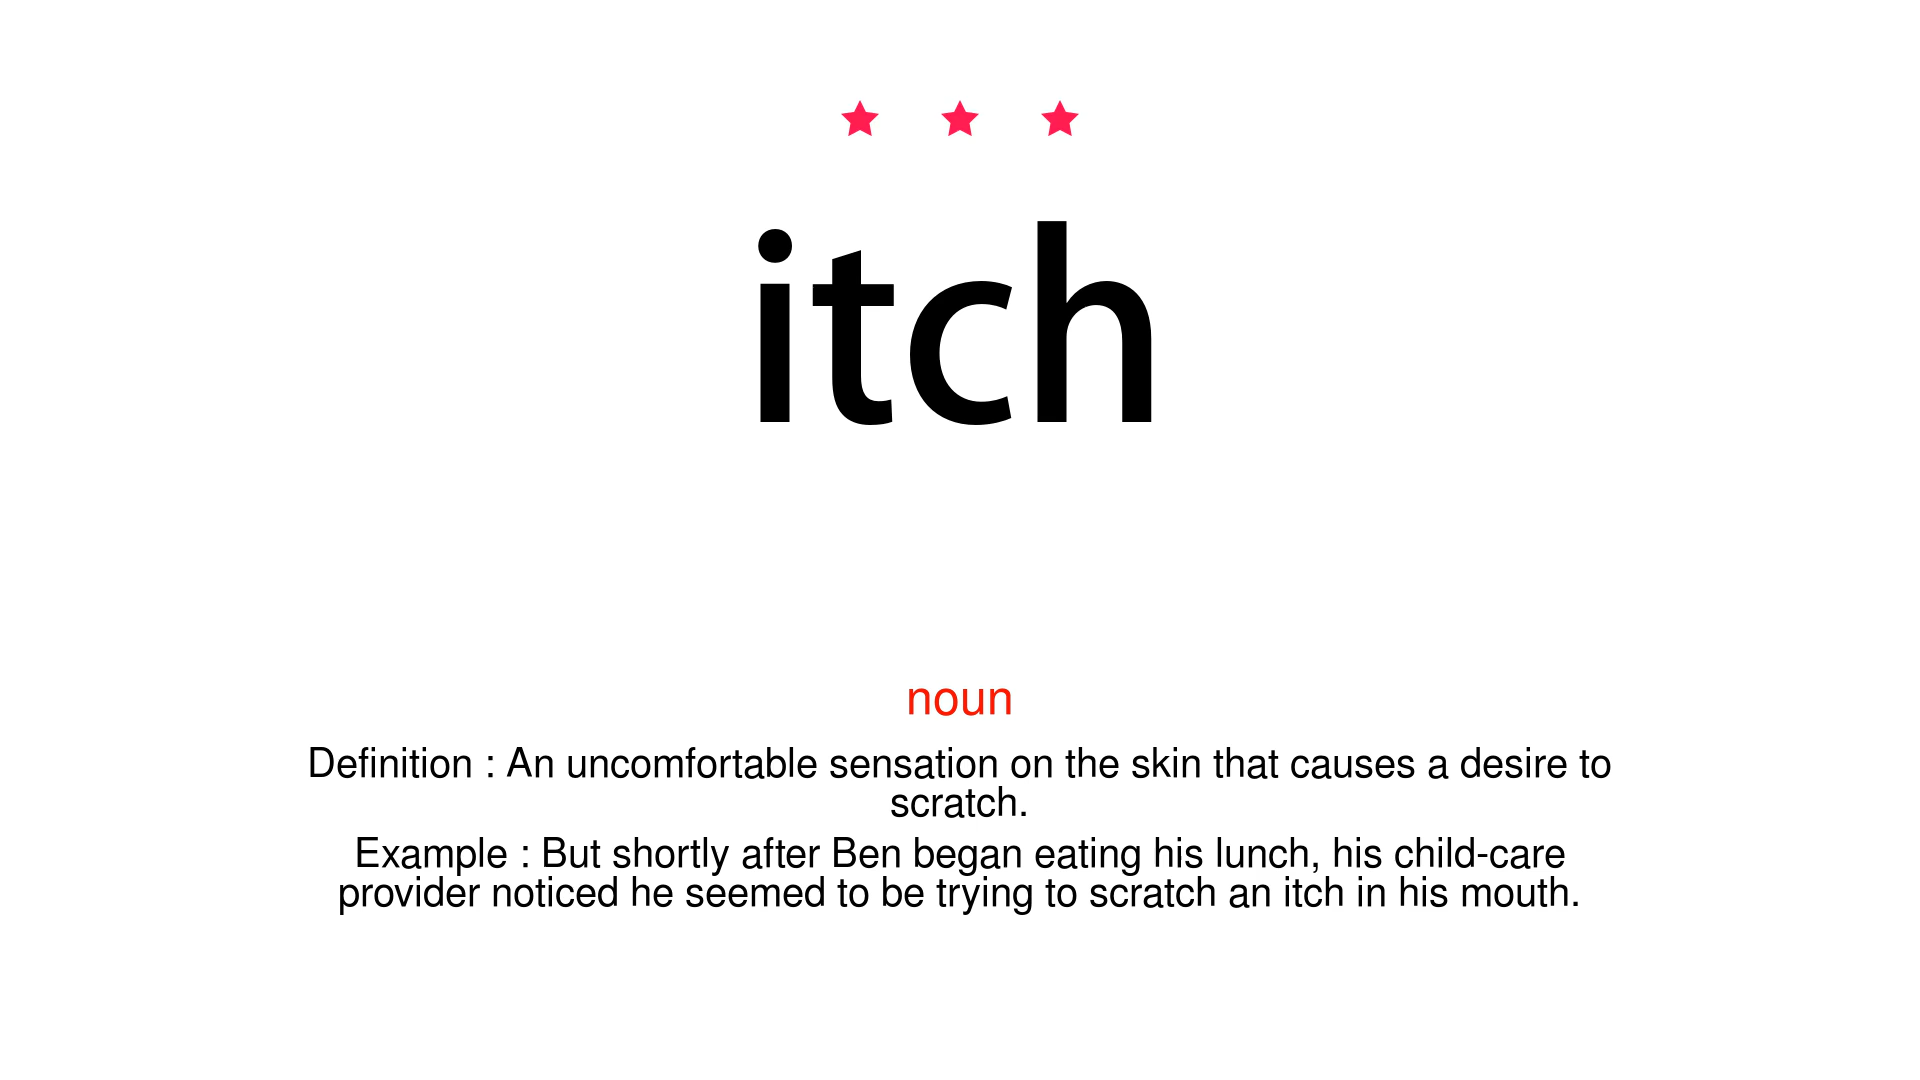 itch
noun
Definition : An uncomfortable sensation on the skin that causes a desire to
scratch.
Example : But shortly after Ben began eating his lunch, his child-care
provider noticed he seemed to be trying to scratch an itch in his mouth.